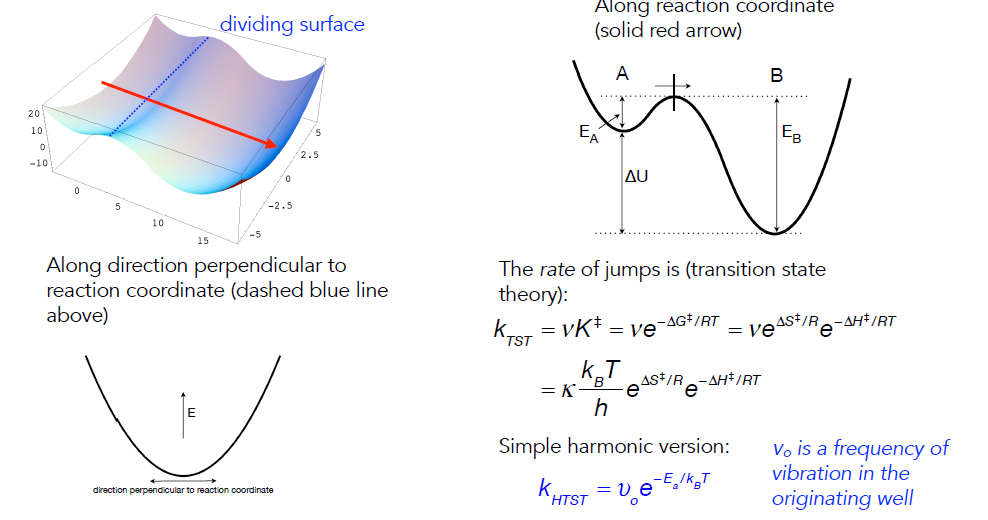 dividing surface
20
10
0
-10
0
5
10
15
5
2.5
0
-2.5
-5
Along direction perpendicular to
reaction coordinate (dashed blue line
above)
E
direction perpendicular to reaction coordinate
Along reaction coordinate
(solid red arrow)
A
B
E_A
E_B
ΔU
The rate of jumps is (transition state
theory):
k_TST = νK^‡ = νe^{-ΔG^‡/RT} = νe^{ΔS^‡/R}e^{-ΔH^‡/RT}
= κ k_BT/h e^{ΔS^‡/R}e^{-ΔH^‡/RT}
Simple harmonic version:
k_HTST = υ_o e^{-E_a/k_BT}
ν_o is a frequency of
vibration in the
originating well